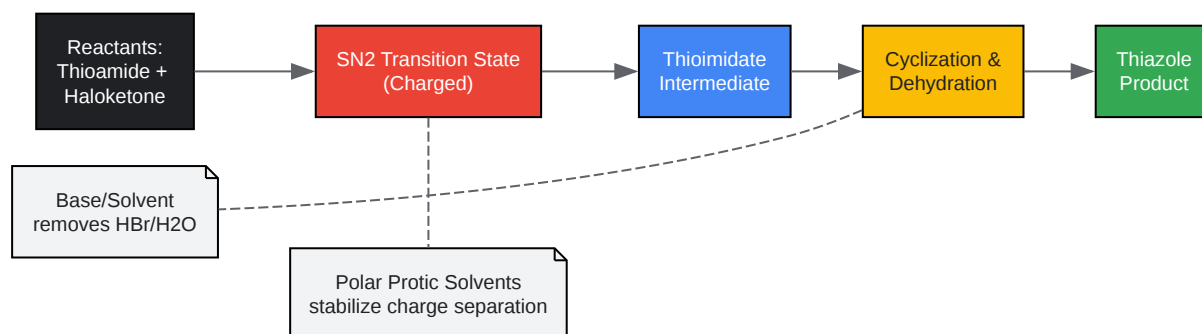 Reactants:
Thioamide +
Haloketone
SN2 Transition State
(Charged)
Thioimidate
Intermediate
Cyclization &
Dehydration
Thiazole
Product
Base/Solvent
removes HBr/H2O
Polar Protic Solvents
stabilize charge separation